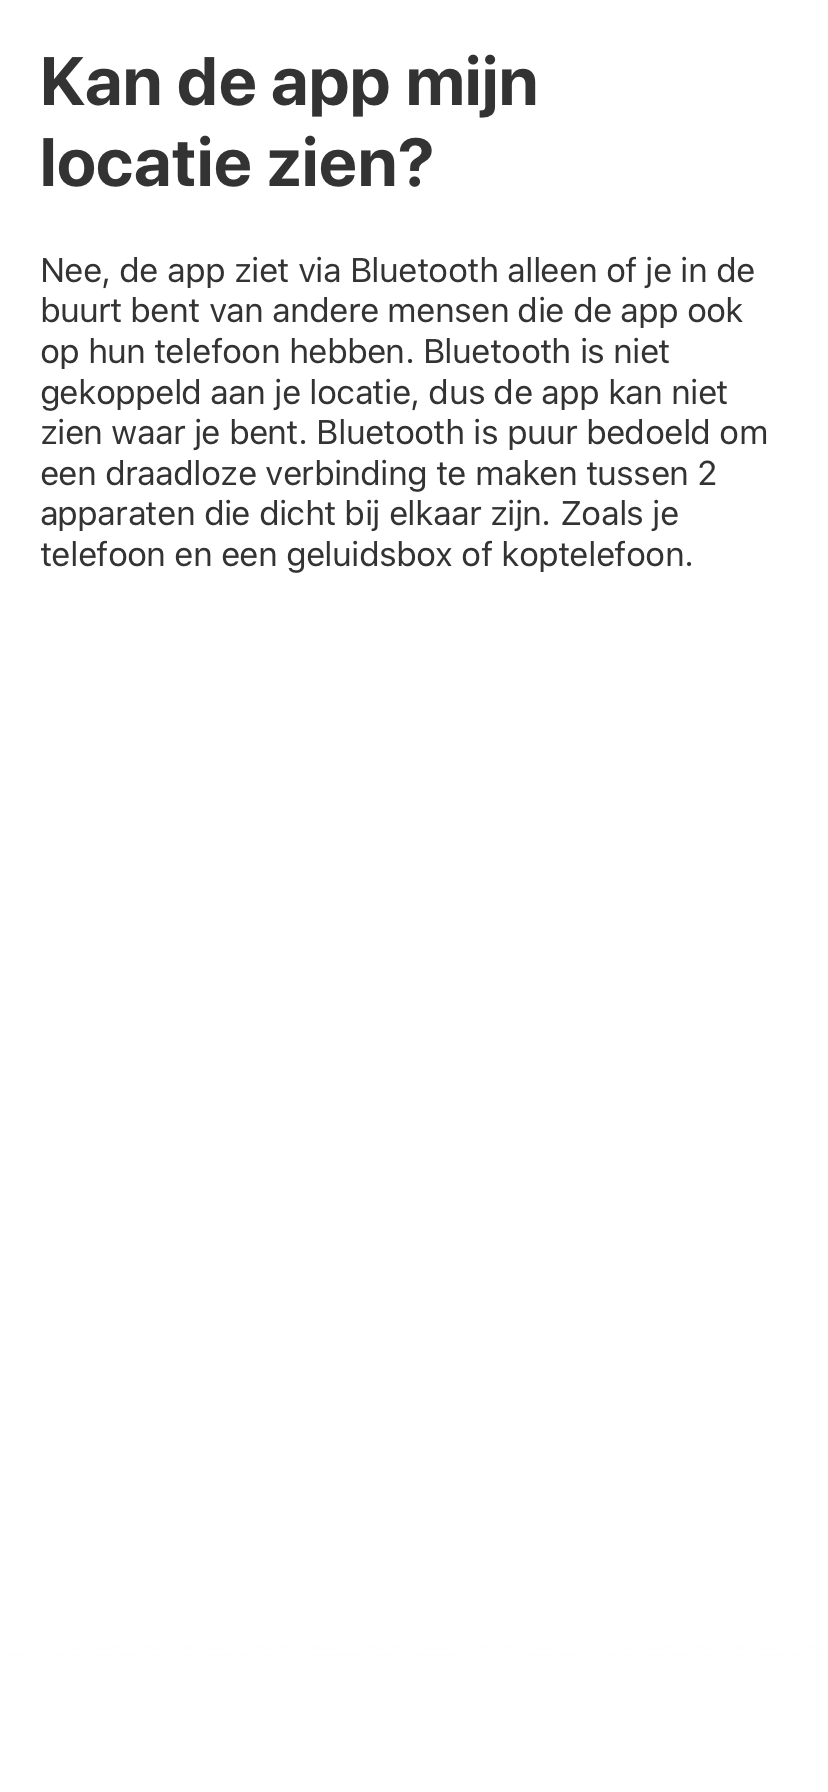 Kan de app mijn
locatie zien?
Nee, de app ziet via Bluetooth alleen of je in de
buurt bent van andere mensen die de app ook
op hun telefoon hebben. Bluetooth is niet
gekoppeld aan je locatie, dus de app kan niet
zien waar je bent. Bluetooth is puur bedoeld om
een draadloze verbinding te maken tussen 2
apparaten die dicht bij elkaar zijn. Zoals je
telefoon en een geluidsbox of koptelefoon.